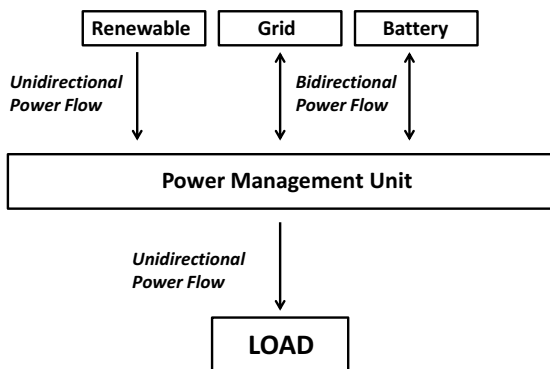 Renewable
Grid
Battery
Unidirectional
Power Flow
Bidirectional
Power Flow
Power Management Unit
Unidirectional
Power Flow
LOAD